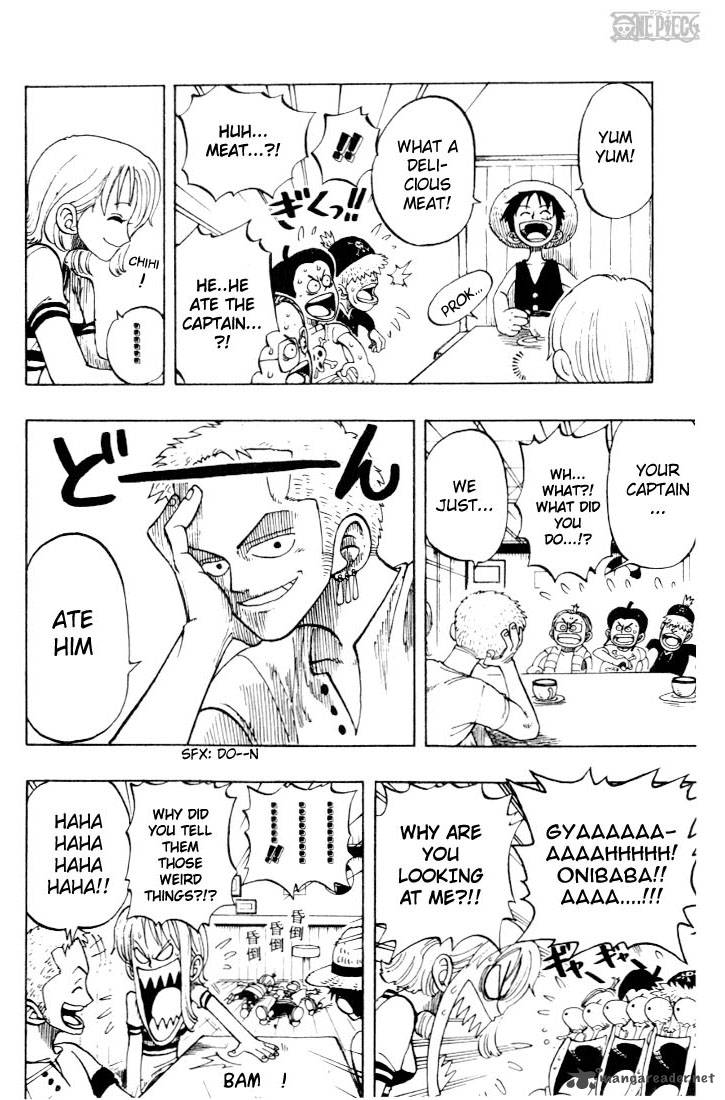 ONE PIECE
YUM
YUM!
WHAT A
DELI-
CIOUS
MEAT!
HUH...
MEAT...?!
!!
ぎくっ!!
HE..HE
ATE THE
CAPTAIN...
?!
PROK...
CHIHI
!
YOUR
CAPTAIN
...
WH...
WHAT?!
WHAT DID
YOU
DO...!?
WE
JUST...
どーん
ATE
HIM
SFX: DO--N
GYAAAAAA-
AAAAHHHHH!
ONIBABA!!
AAAA....!!!
WHY ARE
YOU
LOOKING
AT ME?!!
ギャーギャー
WHY DID
YOU TELL
THEM
THOSE
WEIRD
THINGS?!?
HAHA
HAHA
HAHA
HAHA!!
昏倒
昏倒
昏倒
BAM !
mangareader.net